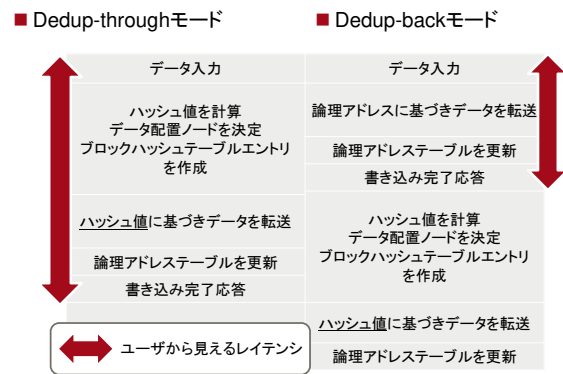 ■ Dedup-throughモード
■ Dedup-backモード
データ入力
ハッシュ値を計算
データ配置ノードを決定
ブロックハッシュテーブルエントリ
を作成
ハッシュ値に基づきデータを転送
論理アドレステーブルを更新
書き込み完了応答
データ入力
論理アドレスに基づきデータを転送
論理アドレステーブルを更新
書き込み完了応答
ハッシュ値を計算
データ配置ノードを決定
ブロックハッシュテーブルエントリ
を作成
ハッシュ値に基づきデータを転送
論理アドレステーブルを更新
ユーザから見えるレイテンシ